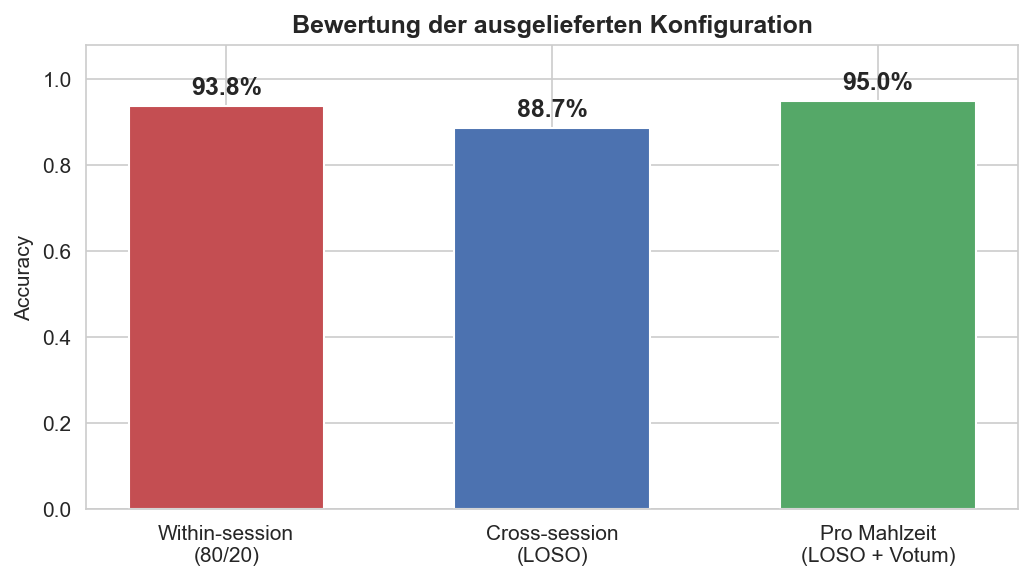 Bewertung der ausgelieferten Konfiguration
Accuracy
1.0
0.8
0.6
0.4
0.2
0.0
93.8%
88.7%
95.0%
Within-session
(80/20)
Cross-session
(LOSO)
Pro Mahlzeit
(LOSO + Votum)